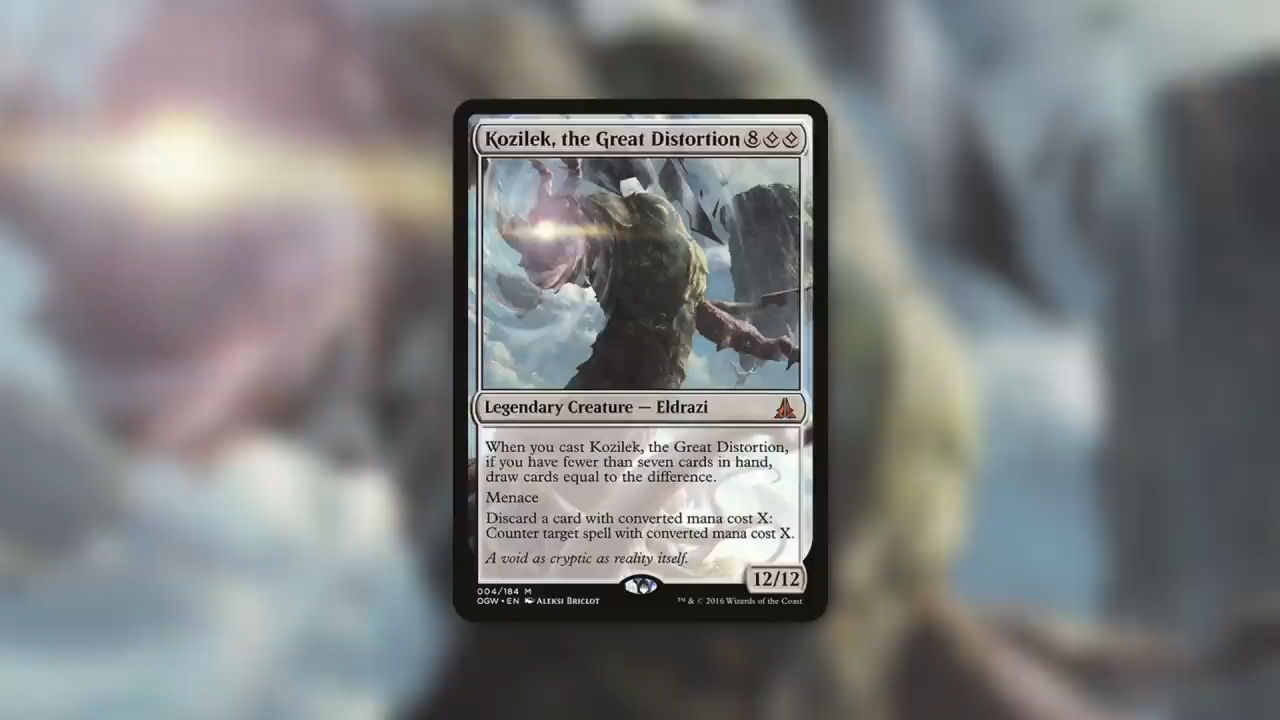 Kozilek, the Great Distortion 8
Legendary Creature — Eldrazi
When you cast Kozilek, the Great Distortion,
if you have fewer than seven cards in hand,
draw cards equal to the difference.
Menace
Discard a card with converted mana cost X:
Counter target spell with converted mana cost X.
A void as cryptic as reality itself.
12/12
004/184 M
OGW • EN Aleksi Briclot
™ & © 2016 Wizards of the Coast